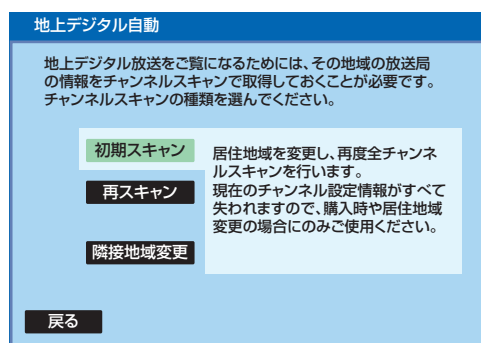 地上デジタル自動
地上デジタル放送をご覧になるためには、その地域の放送局
の情報をチャンネルスキャンで取得しておくことが必要です。
チャンネルスキャンの種類を選んでください。
初期スキャン
居住地域を変更し、再度全チャンネ
ルスキャンを行います。
現在のチャンネル設定情報がすべて
失われますので、購入時や居住地域
変更の場合にのみご使用ください。
再スキャン
隣接地域変更
戻る